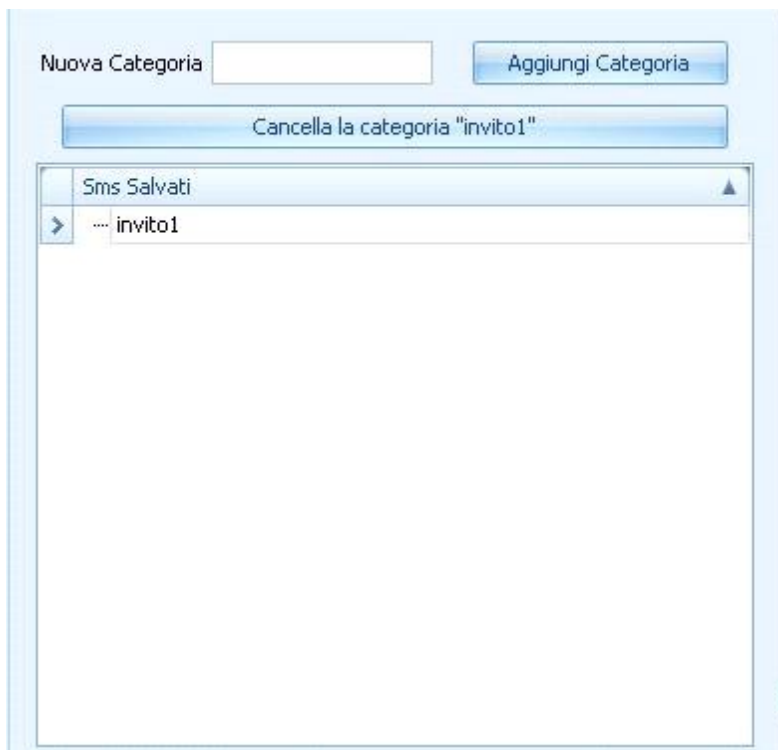 Nuova Categoria Aggiungi Categoria
Cancella la categoria "invito1"
Sms Salvati
invito1